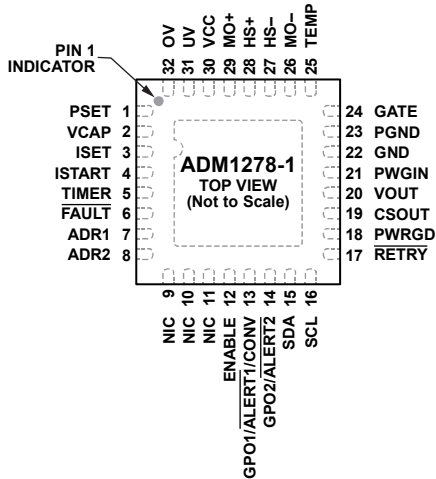 PIN 1
INDICATOR
32 OV
31 UV
30 VCC
29 MO+
28 HS+
27 HS–
26 MO–
25 TEMP
PSET 1
VCAP 2
ISET 3
ISTART 4
TIMER 5
FAULT 6
ADR1 7
ADR2 8
ADM1278-1
TOP VIEW
(Not to Scale)
24 GATE
23 PGND
22 GND
21 PWGIN
20 VOUT
19 CSOUT
18 PWRGD
17 RETRY
NIC 9
NIC 10
NIC 11
ENABLE 12
GPO1/ALERT1/CONV 13
GPO2/ALERT2 14
SDA 15
SCL 16